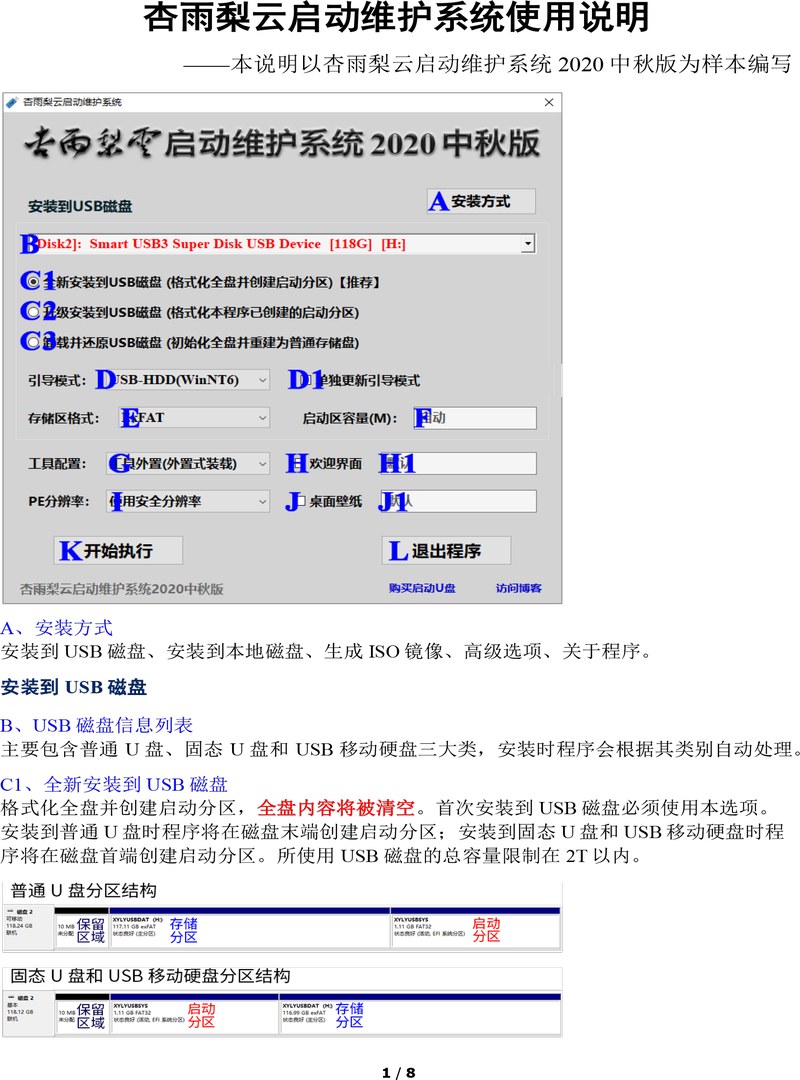 杏雨梨云启动维护系统使用说明
——本说明以杏雨梨云启动维护系统 2020 中秋版为样本编写
杏雨梨云启动维护系统
杏雨梨雲启动维护系统 2020 中秋版
安装到USB磁盘
A 安装方式
B Disk2]: Smart USB3 Super Disk USB Device [118G] [H:]
C1 全新安装到USB磁盘 (格式化全盘并创建启动分区)【推荐】
C2 升级安装到USB磁盘 (格式化本程序已创建的启动分区)
C3 卸载并还原USB磁盘 (初始化全盘并重建为普通存储盘)
引导模式: D USB-HDD(WinNT6) D1 单独更新引导模式
存储区格式: E FAT 启动区容量(M): F 自动
工具配置: G 工具外置(外置式装载) H 欢迎界面 H1 默认
PE分辨率: I 使用安全分辨率 J 桌面壁纸 J1 默认
K 开始执行 L 退出程序
杏雨梨云启动维护系统2020中秋版 购买启动U盘 访问博客
A、安装方式
安装到 USB 磁盘、安装到本地磁盘、生成 ISO 镜像、高级选项、关于程序。
安装到 USB 磁盘
B、USB 磁盘信息列表
主要包含普通 U 盘、固态 U 盘和 USB 移动硬盘三大类，安装时程序会根据其类别自动处理。
C1、全新安装到 USB 磁盘
格式化全盘并创建启动分区，全盘内容将被清空。首次安装到 USB 磁盘必须使用本选项。
安装到普通 U 盘时程序将在磁盘末端创建启动分区；安装到固态 U 盘和 USB 移动硬盘时程
序将在磁盘首端创建启动分区。所使用 USB 磁盘的总容量限制在 2T 以内。
普通 U 盘分区结构
磁盘 2
可移动
118.24 GB
联机
10 MB
未分配
保留
区域
XYLYUSBDAT (H:)
117.11 GB exFAT
状态良好 (主分区)
存储
分区
XYLYUSBSYS
1.11 GB FAT32
状态良好 (活动, EFI 系统分区)
启动
分区
固态 U 盘和 USB 移动硬盘分区结构
磁盘 2
基本
118.12 GB
联机
10 MB
未分配
保留
区域
XYLYUSBSYS
1.11 GB FAT32
状态良好 (活动, EFI 系统分区)
启动
分区
XYLYUSBDAT (H:)
116.99 GB exFAT
状态良好 (主分区)
存储
分区
1 / 8